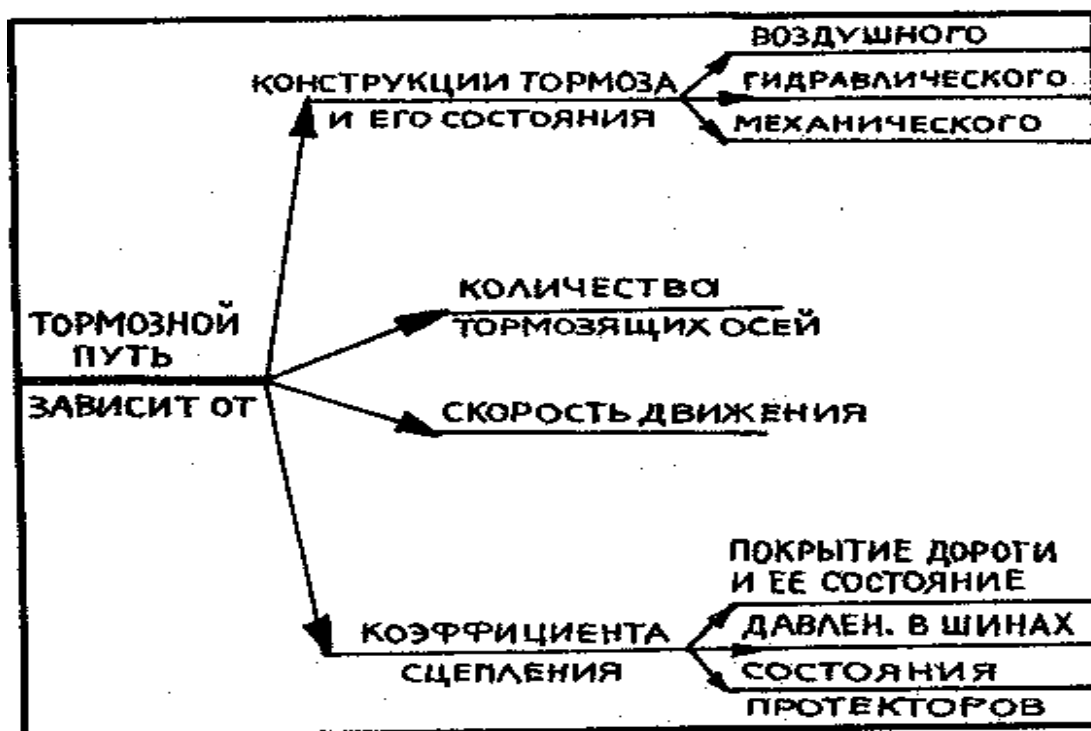 ТОРМОЗНОЙ
ПУТЬ
ЗАВИСИТ ОТ
КОНСТРУКЦИИ ТОРМОЗА
И ЕГО СОСТОЯНИЯ
ВОЗДУШНОГО
ГИДРАВЛИЧЕСКОГО
МЕХАНИЧЕСКОГО
КОЛИЧЕСТВО
ТОРМОЗЯЩИХ ОСЕЙ
СКОРОСТЬ ДВИЖЕНИЯ
КОЭФФИЦИЕНТА
СЦЕПЛЕНИЯ
ПОКРЫТИЕ ДОРОГИ
И ЕЕ СОСТОЯНИЕ
ДАВЛЕН. В ШИНАХ
СОСТОЯНИЯ
ПРОТЕКТОРОВ